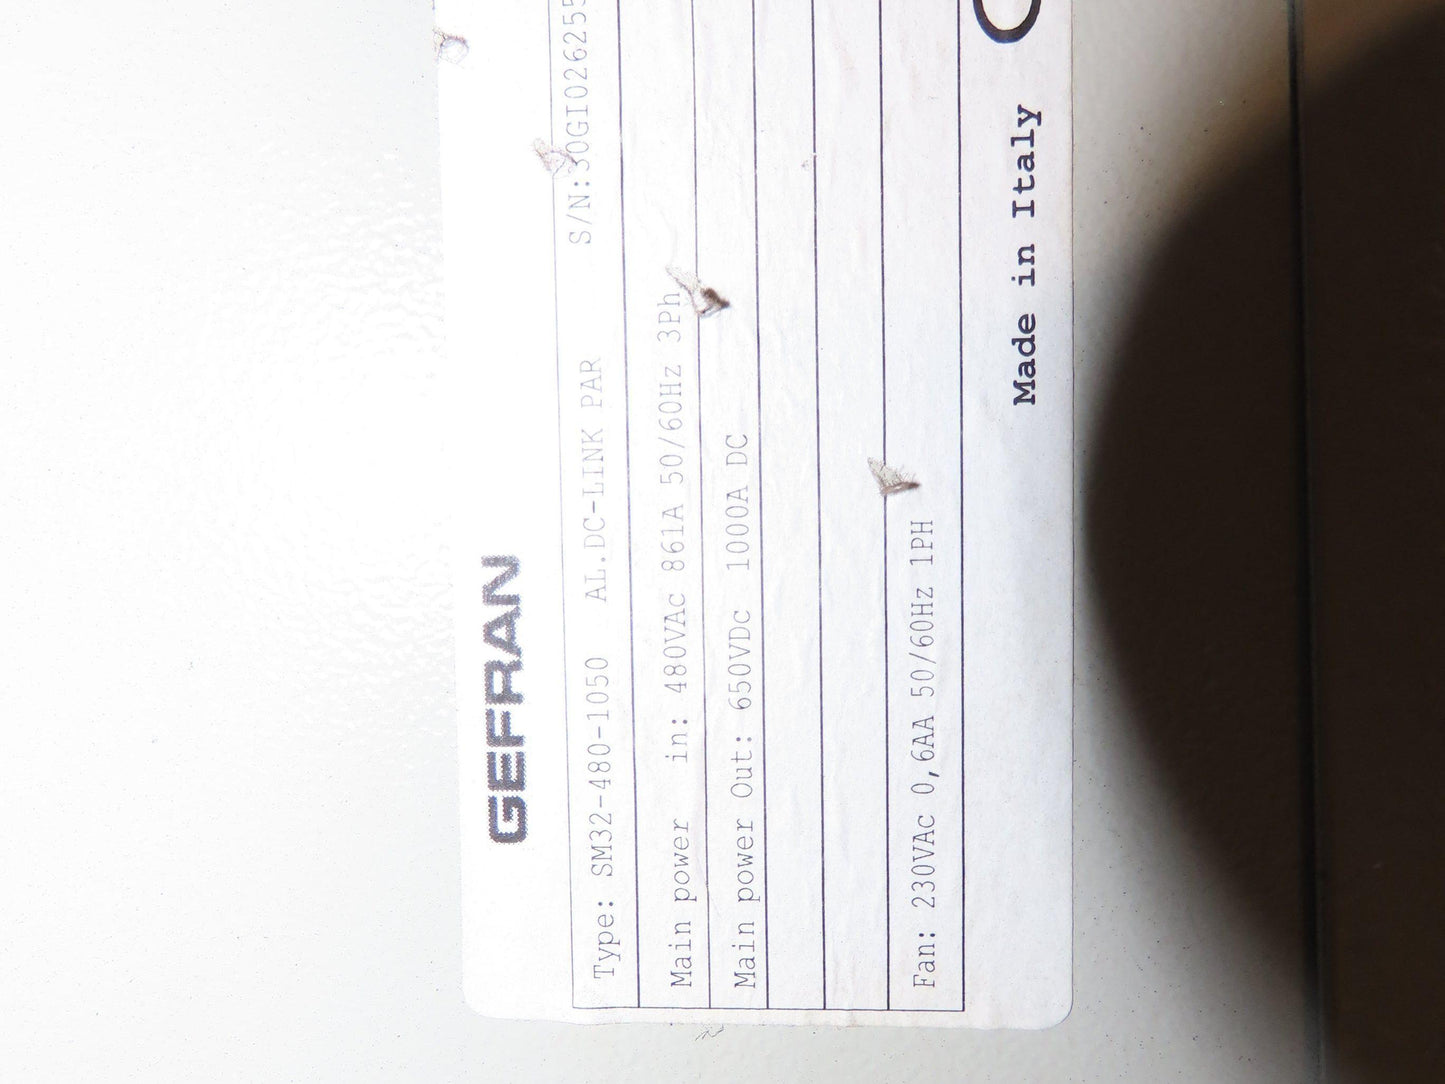 GEFRAN
Type: SM32-480-1050 AL.DC-LINK PAR S/N:30GI026255
Main power in: 480VAc 861A 50/60Hz 3Ph
Main power Out: 650VDc 1000A DC
Fan: 230VAc 0,6AA 50/60Hz 1PH
Made in Italy